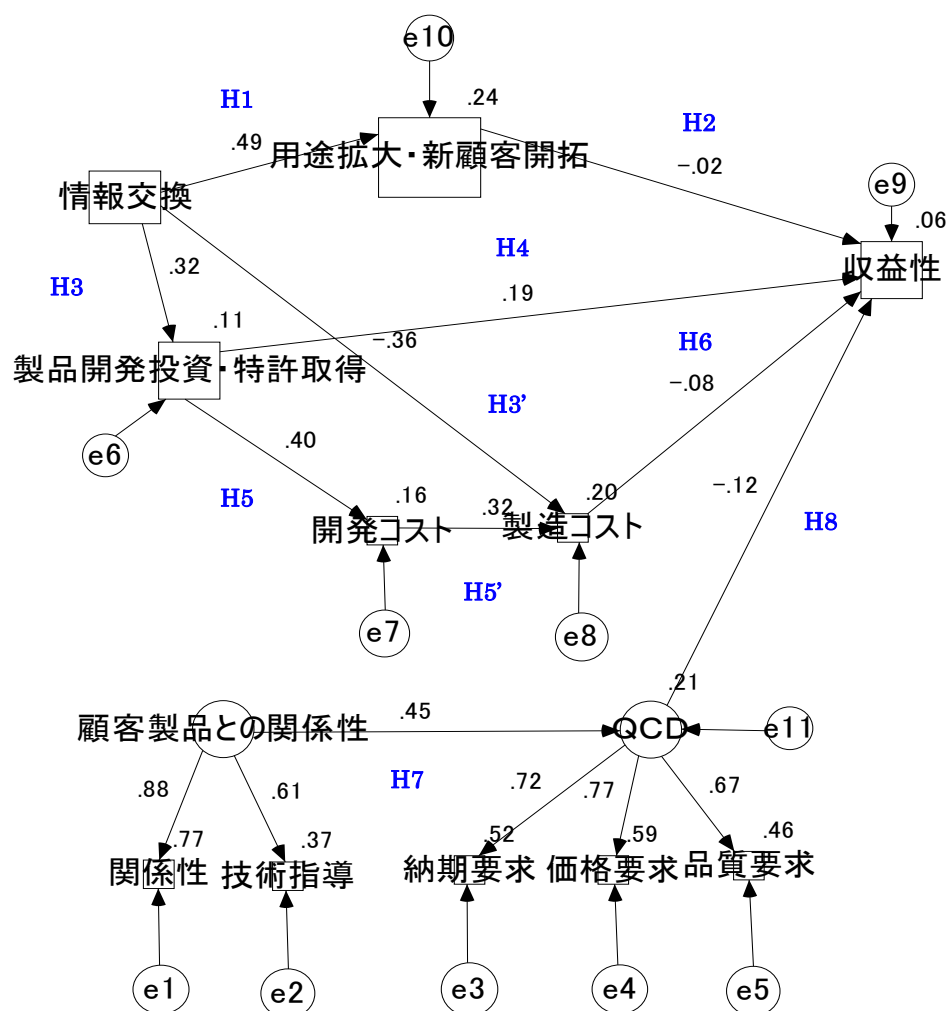 e10
H1
.24
H2
.49
用途拡大・新顧客開拓
-.02
e9
情報交換
.06
H4
収益性
.32
H3
.19
.11
-.36
H6
製品開発投資・特許取得
-.08
H3’
.40
e6
-.12
H5
.16
.20
H8
開発コスト
.32
製造コスト
H5’
e7
e8
.21
顧客製品との関係性
.45
QCD
e11
H7
.88
.61
.72
.77
.67
.77
.37
.52
.59
.46
関係性
技術指導
納期要求
価格要求
品質要求
e1
e2
e3
e4
e5